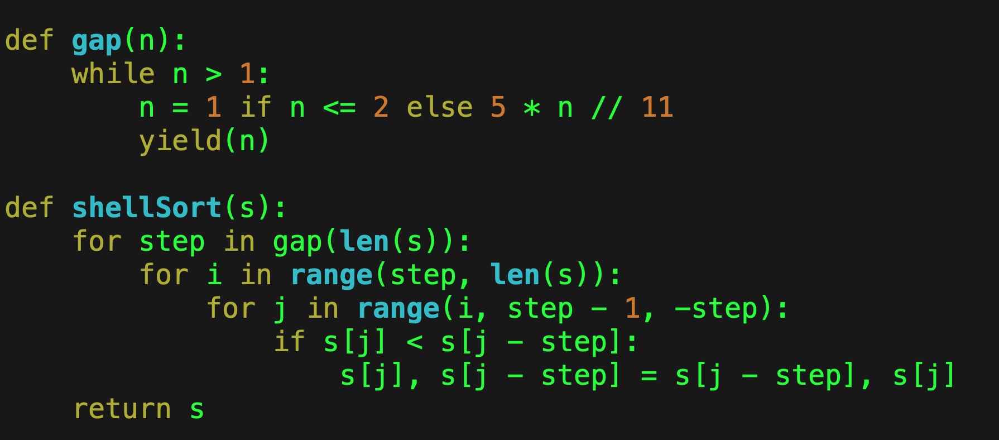 def gap(n):
    while n > 1:
        n = 1 if n <= 2 else 5 * n // 11
        yield(n)

def shellSort(s):
    for step in gap(len(s)):
        for i in range(step, len(s)):
            for j in range(i, step - 1, -step):
                if s[j] < s[j - step]:
                    s[j], s[j - step] = s[j - step], s[j]
    return s